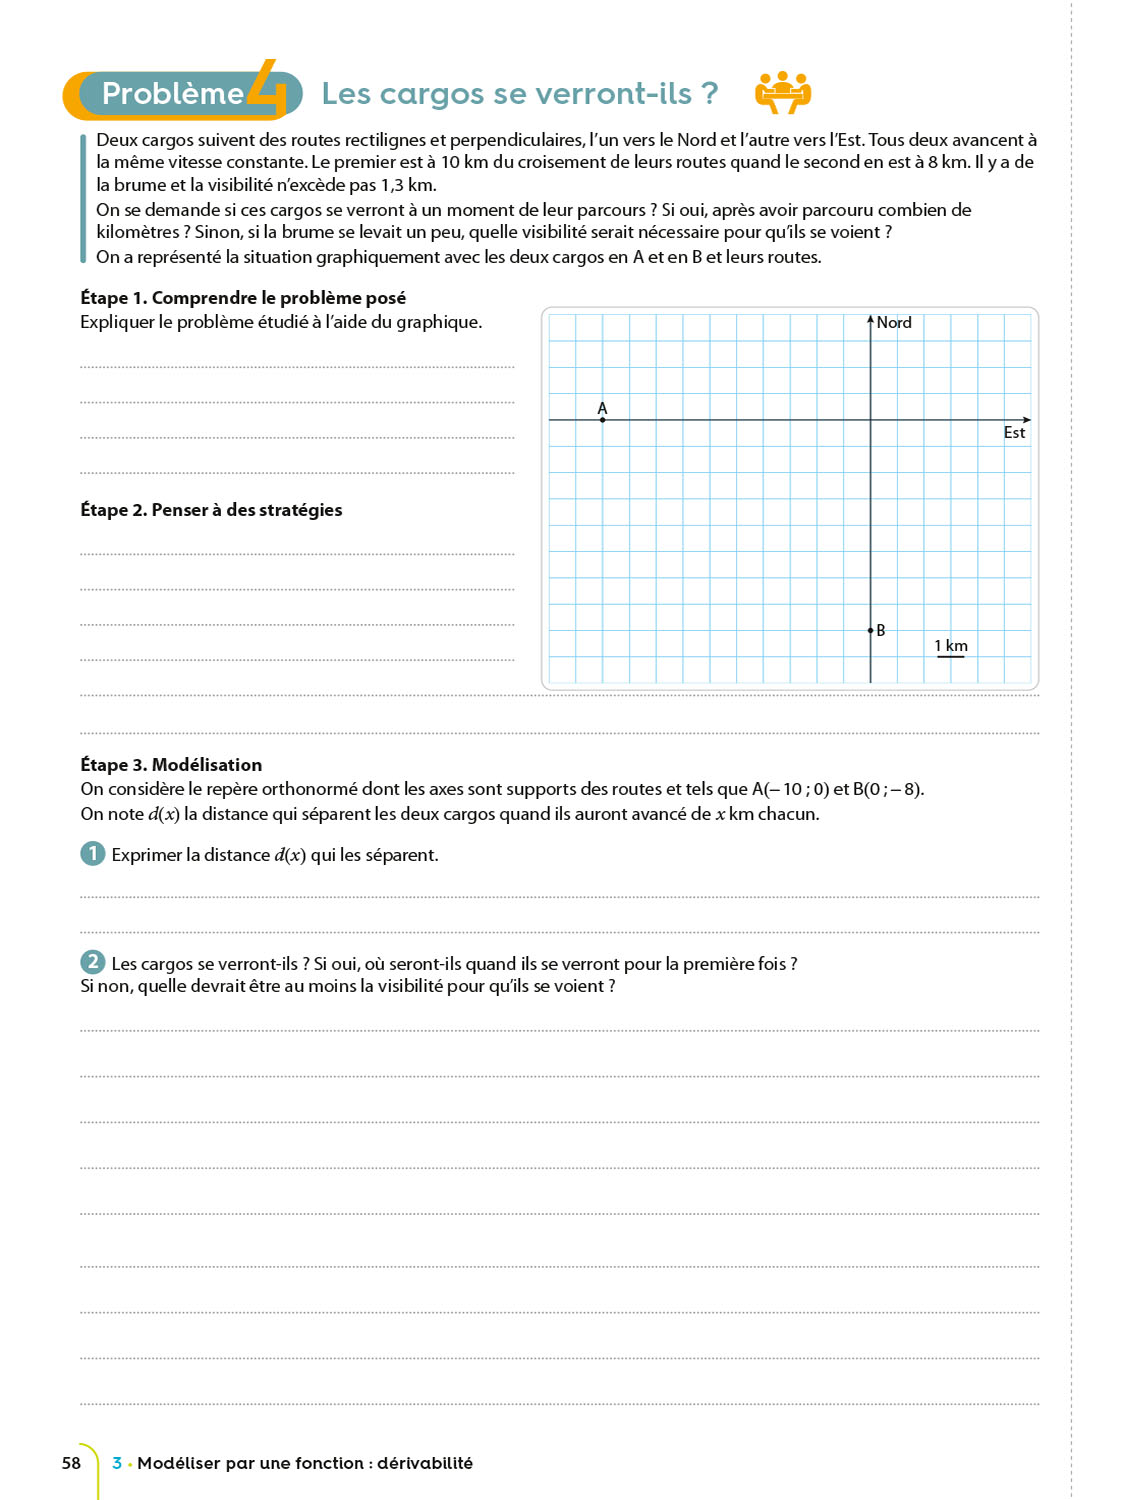 Problème 4 Les cargos se verront-ils ?
Deux cargos suivent des routes rectilignes et perpendiculaires, l’un vers le Nord et l’autre vers l’Est. Tous deux avancent à
la même vitesse constante. Le premier est à 10 km du croisement de leurs routes quand le second en est à 8 km. Il y a de
la brume et la visibilité n’excède pas 1,3 km.
On se demande si ces cargos se verront à un moment de leur parcours ? Si oui, après avoir parcouru combien de
kilomètres ? Sinon, si la brume se levait un peu, quelle visibilité serait nécessaire pour qu’ils se voient ?
On a représenté la situation graphiquement avec les deux cargos en A et en B et leurs routes.
Étape 1. Comprendre le problème posé
Expliquer le problème étudié à l’aide du graphique.
Nord
A
Est
B
1 km
Étape 2. Penser à des stratégies
Étape 3. Modélisation
On considère le repère orthonormé dont les axes sont supports des routes et tels que A(– 10 ; 0) et B(0 ; – 8).
On note d(x) la distance qui séparent les deux cargos quand ils auront avancé de x km chacun.
1 Exprimer la distance d(x) qui les séparent.
2 Les cargos se verront-ils ? Si oui, où seront-ils quand ils se verront pour la première fois ?
Si non, quelle devrait être au moins la visibilité pour qu’ils se voient ?
58 3 • Modéliser par une fonction : dérivabilité